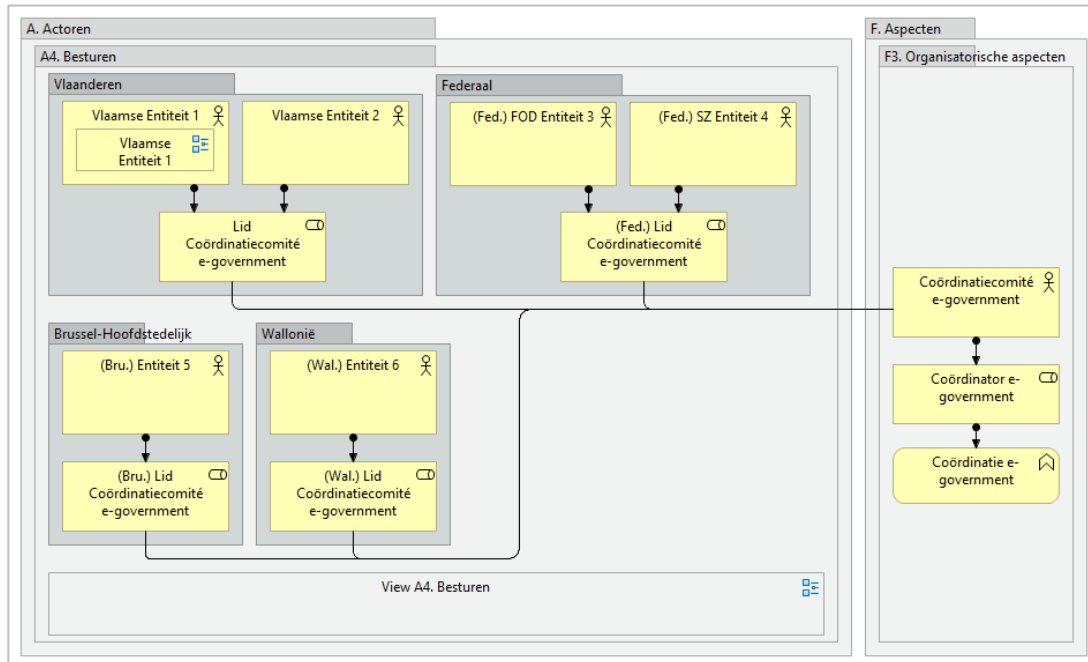 A. Actoren
A4. Besturen
Vlaanderen
Vlaamse Entiteit 1
Vlaamse
Entiteit 1
Vlaamse Entiteit 2
Lid
Coördinatiecomité
e-government
Federaal
(Fed.) FOD Entiteit 3
(Fed.) SZ Entiteit 4
(Fed.) Lid
Coördinatiecomité
e-government
Brussel-Hoofdstedelijk
(Bru.) Entiteit 5
(Bru.) Lid
Coördinatiecomité
e-government
Wallonië
(Wal.) Entiteit 6
(Wal.) Lid
Coördinatiecomité
e-government
View A4. Besturen
F. Aspecten
F3. Organisatorische aspecten
Coördinatiecomité
e-government
Coördinator e-
government
Coördinatie e-
government